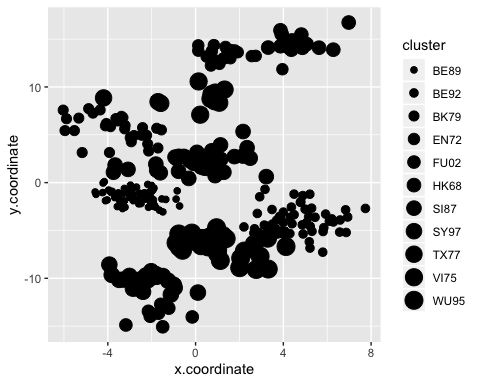 cluster
BE89
BE92
BK79
EN72
FU02
HK68
SI87
SY97
TX77
VI75
WU95
10
0
-10
y.coordinate
-4
0
4
8
x.coordinate